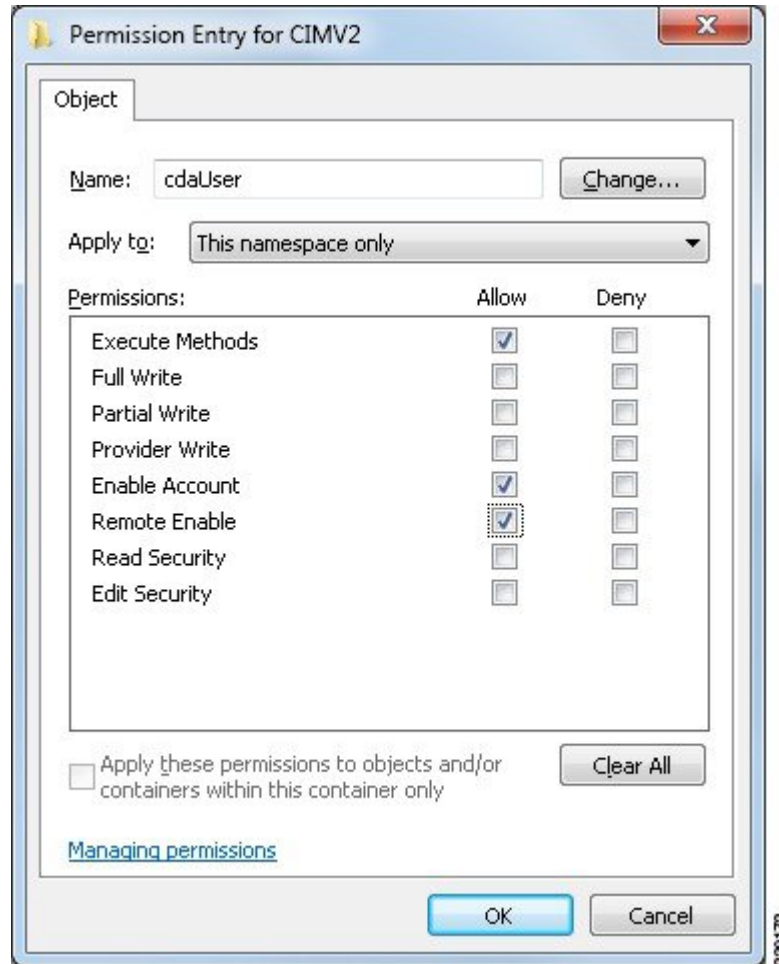 Permission Entry for CIMV2
Object
Name: cdaUser Change...
Apply to: This namespace only
Permissions: Allow Deny
Execute Methods
Full Write
Partial Write
Provider Write
Enable Account
Remote Enable
Read Security
Edit Security
Apply these permissions to objects and/or
containers within this container only
Clear All
Managing permissions
OK Cancel